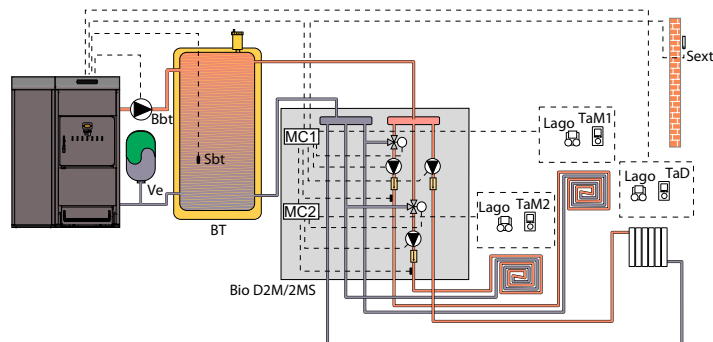 Bbt
Sbt
Ve
BT
MC1
MC2
Bio D2M/2MS
Lago TaM1
Lago TaM2
Lago TaD
Sext